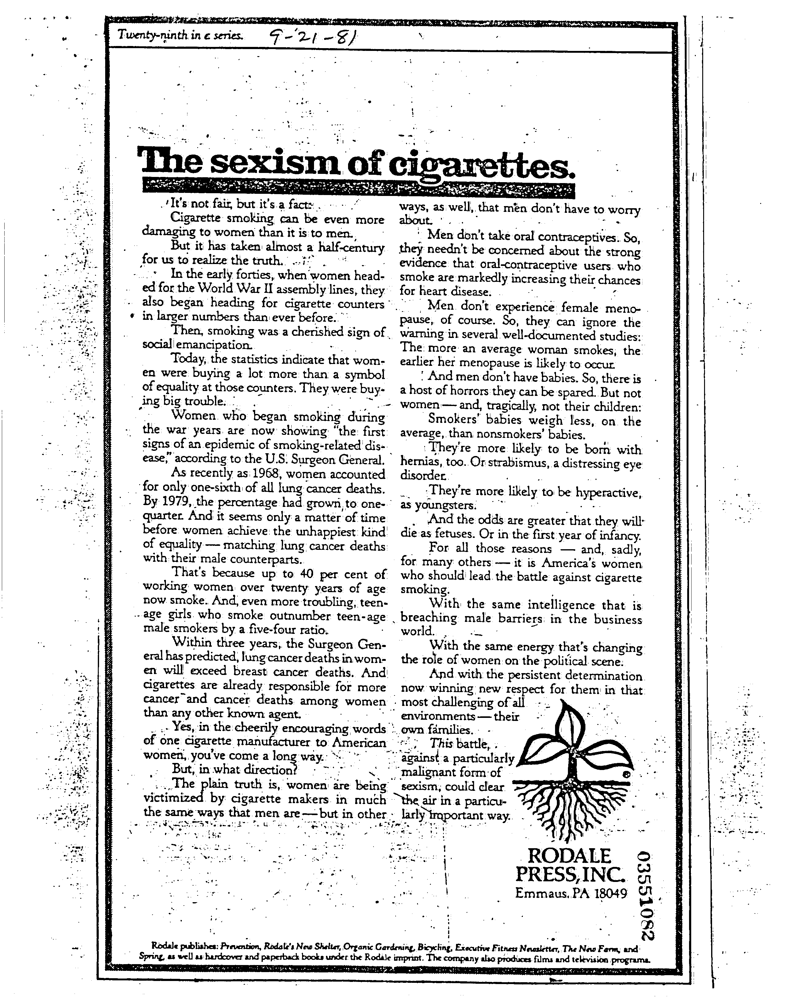 Twenty-ninth in a series. 9-21-81
The sexism of cigarettes.
It's not fair, but it's a fact:
Cigarette smoking can be even more
damaging to women than it is to men.
But it has taken almost a half-century
for us to realize the truth.
In the early forties, when women head-
ed for the World War II assembly lines, they
also began heading for cigarette counters
in larger numbers than ever before.
Then, smoking was a cherished sign of
social emancipation.
Today, the statistics indicate that wom-
en were buying a lot more than a symbol
of equality at those counters. They were buy-
ing big trouble.
Women who began smoking during
the war years are now showing "the first
signs of an epidemic of smoking-related dis-
ease," according to the U.S. Surgeon General.
As recently as 1968, women accounted
for only one-sixth of all lung cancer deaths.
By 1979, the percentage had grown to one-
quarter. And it seems only a matter of time
before women achieve the unhappiest kind
of equality — matching lung cancer deaths
with their male counterparts.
That's because up to 40 per cent of
working women over twenty years of age
now smoke. And, even more troubling, teen-
age girls who smoke outnumber teen-age
male smokers by a five-four ratio.
Within three years, the Surgeon Gen-
eral has predicted, lung cancer deaths in wom-
en will exceed breast cancer deaths. And
cigarettes are already responsible for more
cancer and cancer deaths among women
than any other known agent.
Yes, in the cheerily encouraging words
of one cigarette manufacturer to American
women, you've come a long way.
But, in what direction?
The plain truth is, women are being
victimized by cigarette makers in much
the same ways that men are — but in other
ways, as well, that men don't have to worry
about.
Men don't take oral contraceptives. So,
they needn't be concerned about the strong
evidence that oral-contraceptive users who
smoke are markedly increasing their chances
for heart disease.
Men don't experience female meno-
pause, of course. So, they can ignore the
warning in several well-documented studies:
The more an average woman smokes, the
earlier her menopause is likely to occur.
And men don't have babies. So, there is
a host of horrors they can be spared. But not
women — and, tragically, not their children:
Smokers' babies weigh less, on the
average, than nonsmokers' babies.
They're more likely to be born with
hernias, too. Or strabismus, a distressing eye
disorder.
They're more likely to be hyperactive,
as youngsters.
And the odds are greater that they will
die as fetuses. Or in the first year of infancy.
For all those reasons — and, sadly,
for many others — it is America's women
who should lead the battle against cigarette
smoking.
With the same intelligence that is
breaching male barriers in the business
world.
With the same energy that's changing
the role of women on the political scene.
And with the persistent determination
now winning new respect for them in that
most challenging of all
environments — their
own families.
This battle,
against a particularly
malignant form of
sexism, could clear
the air in a particu-
larly important way.
®
RODALE
PRESS, INC.
Emmaus, PA 18049
03551082
Rodale publishes: Prevention, Rodale's New Shelter, Organic Gardening, Bicycling, Executive Fitness Newsletter, The New Farm, and
Spring, as well as hardcover and paperback books under the Rodale imprint. The company also produces films and television programs.